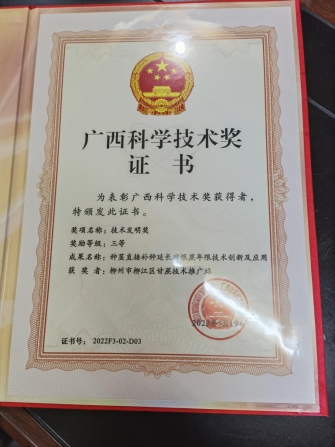 广西科学技术奖
证书
为表彰广西科学技术奖获得者，
特颁发此证书。
奖项名称：技术发明奖
奖励等级：三等
成果名称：种茎直接补种延长甘蔗宿根年限技术创新及应用
获 奖 者：柳州市柳江区甘蔗技术推广站
证书号：2022F3-02-D03